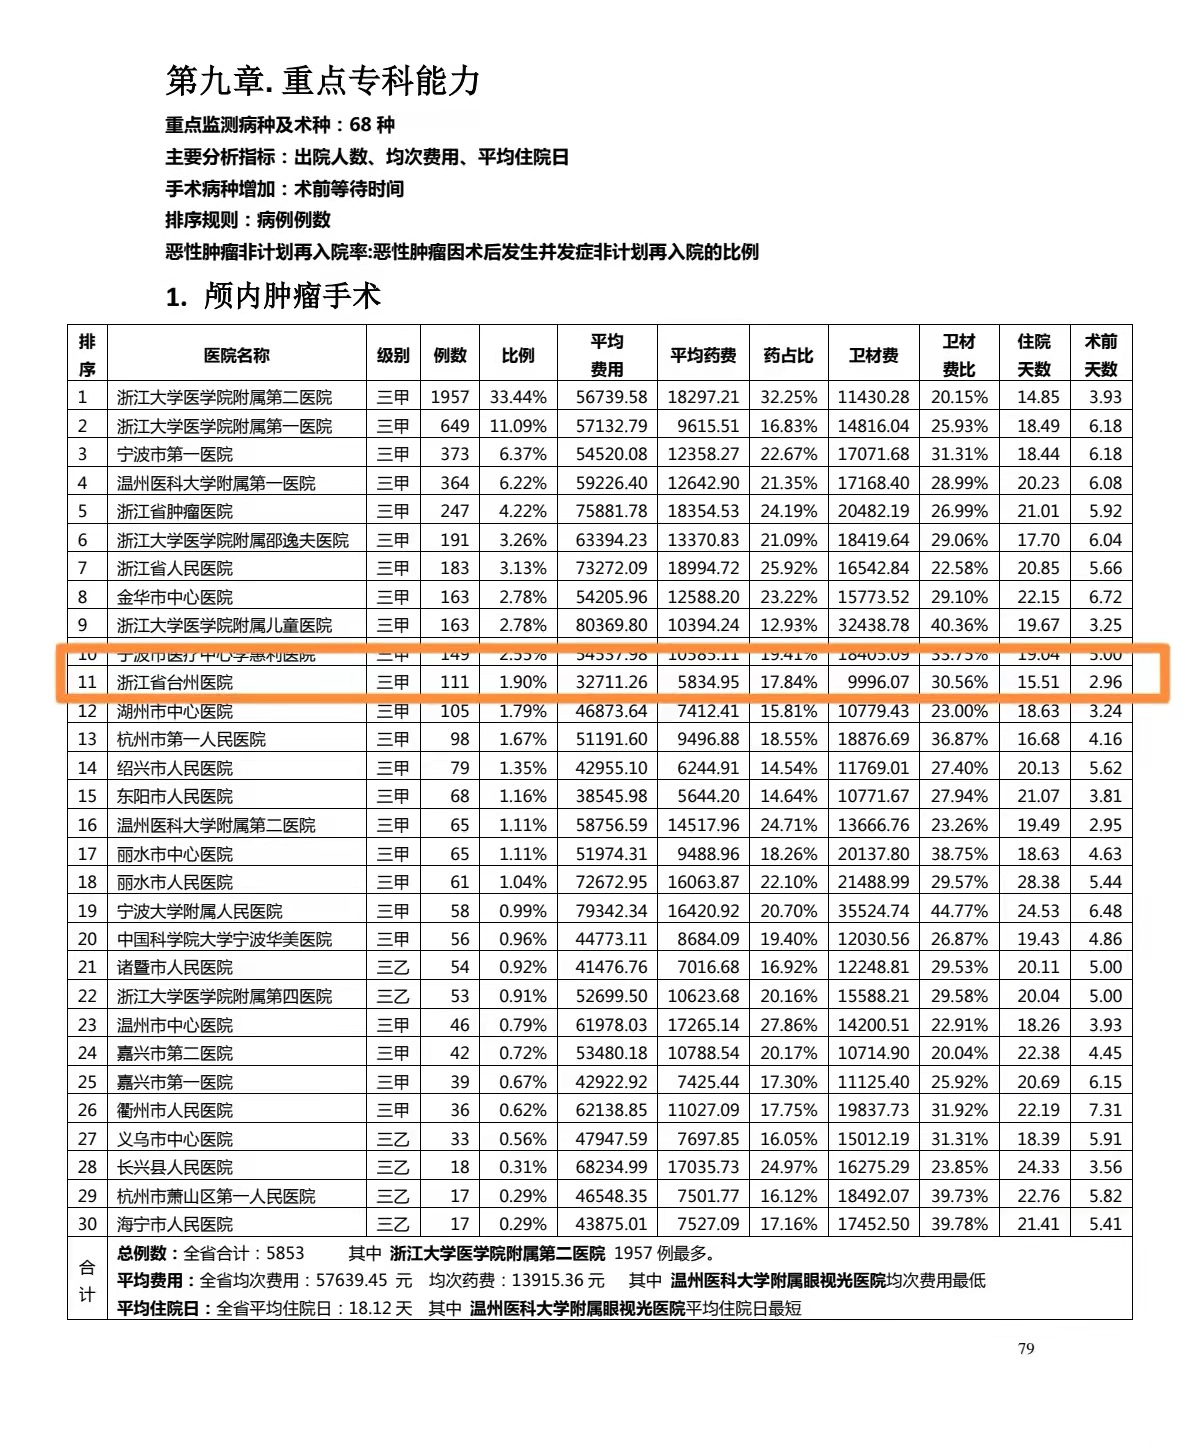 第九章. 重点专科能力
重点监测病种及术种：68 种
主要分析指标：出院人数、均次费用、平均住院日
手术病种增加：术前等待时间
排序规则：病例例数
恶性肿瘤非计划再入院率:恶性肿瘤因术后发生并发症非计划再入院的比例
1. 颅内肿瘤手术
排序 医院名称 级别 例数 比例 平均费用 平均药费 药占比 卫材费 卫材费比 住院天数 术前天数
1 浙江大学医学院附属第二医院 三甲 1957 33.44% 56739.58 18297.21 32.25% 11430.28 20.15% 14.85 3.93
2 浙江大学医学院附属第一医院 三甲 649 11.09% 57132.79 9615.51 16.83% 14816.04 25.93% 18.49 6.18
3 宁波市第一医院 三甲 373 6.37% 54520.08 12358.27 22.67% 17071.68 31.31% 18.44 6.18
4 温州医科大学附属第一医院 三甲 364 6.22% 59226.40 12642.90 21.35% 17168.40 28.99% 20.23 6.08
5 浙江省肿瘤医院 三甲 247 4.22% 75881.78 18354.53 24.19% 20482.19 26.99% 21.01 5.92
6 浙江大学医学院附属邵逸夫医院 三甲 191 3.26% 63394.23 13370.83 21.09% 18419.64 29.06% 17.70 6.04
7 浙江省人民医院 三甲 183 3.13% 73272.09 18994.72 25.92% 16542.84 22.58% 20.85 5.66
8 金华市中心医院 三甲 163 2.78% 54205.96 12588.20 23.22% 15773.52 29.10% 22.15 6.72
9 浙江大学医学院附属儿童医院 三甲 163 2.78% 80369.80 10394.24 12.93% 32438.78 40.36% 19.67 3.25
10 宁波市医疗中心李惠利医院 三甲 149 2.55% 54537.98 10585.11 19.41% 18405.09 33.75% 19.04 5.00
11 浙江省台州医院 三甲 111 1.90% 32711.26 5834.95 17.84% 9996.07 30.56% 15.51 2.96
12 湖州市中心医院 三甲 105 1.79% 46873.64 7412.41 15.81% 10779.43 23.00% 18.63 3.24
13 杭州市第一人民医院 三甲 98 1.67% 51191.60 9496.88 18.55% 18876.69 36.87% 16.68 4.16
14 绍兴市人民医院 三甲 79 1.35% 42955.10 6244.91 14.54% 11769.01 27.40% 20.13 5.62
15 东阳市人民医院 三甲 68 1.16% 38545.98 5644.20 14.64% 10771.67 27.94% 21.07 3.81
16 温州医科大学附属第二医院 三甲 65 1.11% 58756.59 14517.96 24.71% 13666.76 23.26% 19.49 2.95
17 丽水市中心医院 三甲 65 1.11% 51974.31 9488.96 18.26% 20137.80 38.75% 18.63 4.63
18 丽水市人民医院 三甲 61 1.04% 72672.95 16063.87 22.10% 21488.99 29.57% 28.38 5.44
19 宁波大学附属人民医院 三甲 58 0.99% 79342.34 16420.92 20.70% 35524.74 44.77% 24.53 6.48
20 中国科学院大学宁波华美医院 三甲 56 0.96% 44773.11 8684.09 19.40% 12030.56 26.87% 19.43 4.86
21 诸暨市人民医院 三乙 54 0.92% 41476.76 7016.68 16.92% 12248.81 29.53% 20.11 5.00
22 浙江大学医学院附属第四医院 三乙 53 0.91% 52699.50 10623.68 20.16% 15588.21 29.58% 20.04 5.00
23 温州市中心医院 三甲 46 0.79% 61978.03 17265.14 27.86% 14200.51 22.91% 18.26 3.93
24 嘉兴市第二医院 三甲 42 0.72% 53480.18 10788.54 20.17% 10714.90 20.04% 22.38 4.45
25 嘉兴市第一医院 三甲 39 0.67% 42922.92 7425.44 17.30% 11125.40 25.92% 20.69 6.15
26 衢州市人民医院 三甲 36 0.62% 62138.85 11027.09 17.75% 19837.73 31.92% 22.19 7.31
27 义乌市中心医院 三乙 33 0.56% 47947.59 7697.85 16.05% 15012.19 31.31% 18.39 5.91
28 长兴县人民医院 三乙 18 0.31% 68234.99 17035.73 24.97% 16275.29 23.85% 24.33 3.56
29 杭州市萧山区第一人民医院 三乙 17 0.29% 46548.35 7501.77 16.12% 18492.07 39.73% 22.76 5.82
30 海宁市人民医院 三乙 17 0.29% 43875.01 7527.09 17.16% 17452.50 39.78% 21.41 5.41
合计 总例数：全省合计：5853 其中 浙江大学医学院附属第二医院 1957 例最多。
平均费用：全省均次费用：57639.45 元 均次药费：13915.36 元 其中 温州医科大学附属眼视光医院均次费用最低
平均住院日：全省平均住院日：18.12 天 其中 温州医科大学附属眼视光医院平均住院日最短
79